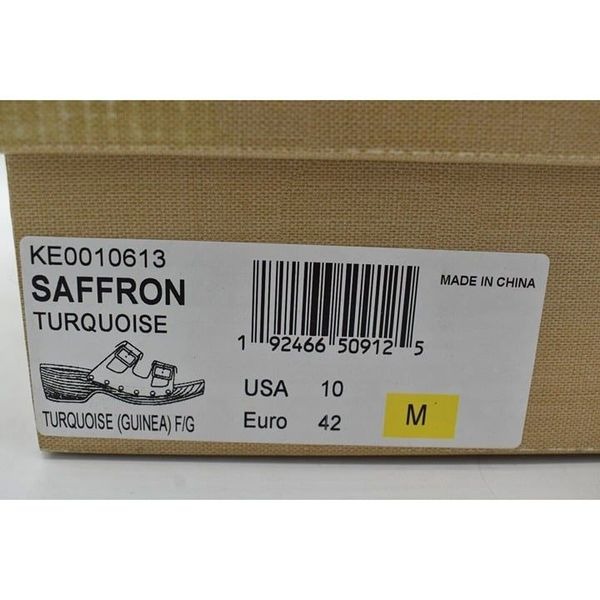 KE0010613
SAFFRON
TURQUOISE
TURQUOISE (GUINEA) F/G
1 92466 50912 5
USA 10
Euro 42
M
MADE IN CHINA